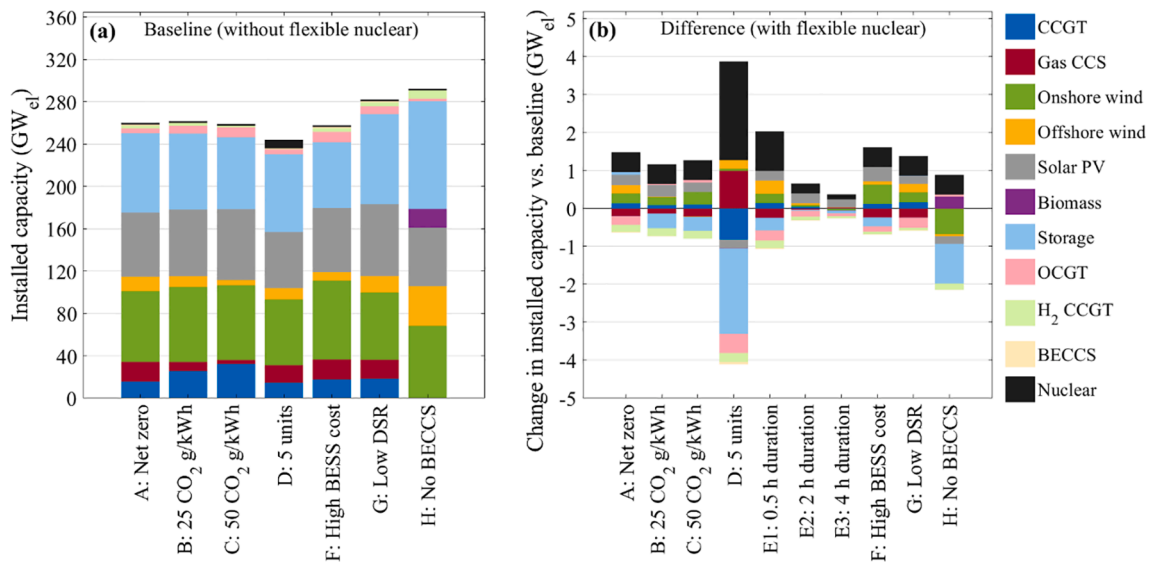 (a) Baseline (without flexible nuclear)
Installed capacity (GWel)
360
320
280
240
200
160
120
80
40
0
A: Net zero
B: 25 CO2 g/kWh
C: 50 CO2 g/kWh
D: 5 units
F: High BESS cost
G: Low DSR
H: No BECCS
(b) Difference (with flexible nuclear)
Change in installed capacity vs. baseline (GWel)
5
4
3
2
1
0
-1
-2
-3
-4
-5
A: Net zero
B: 25 CO2 g/kWh
C: 50 CO2 g/kWh
D: 5 units
E1: 0.5 h duration
E2: 2 h duration
E3: 4 h duration
F: High BESS cost
G: Low DSR
H: No BECCS
CCGT
Gas CCS
Onshore wind
Offshore wind
Solar PV
Biomass
Storage
OCGT
H2 CCGT
BECCS
Nuclear